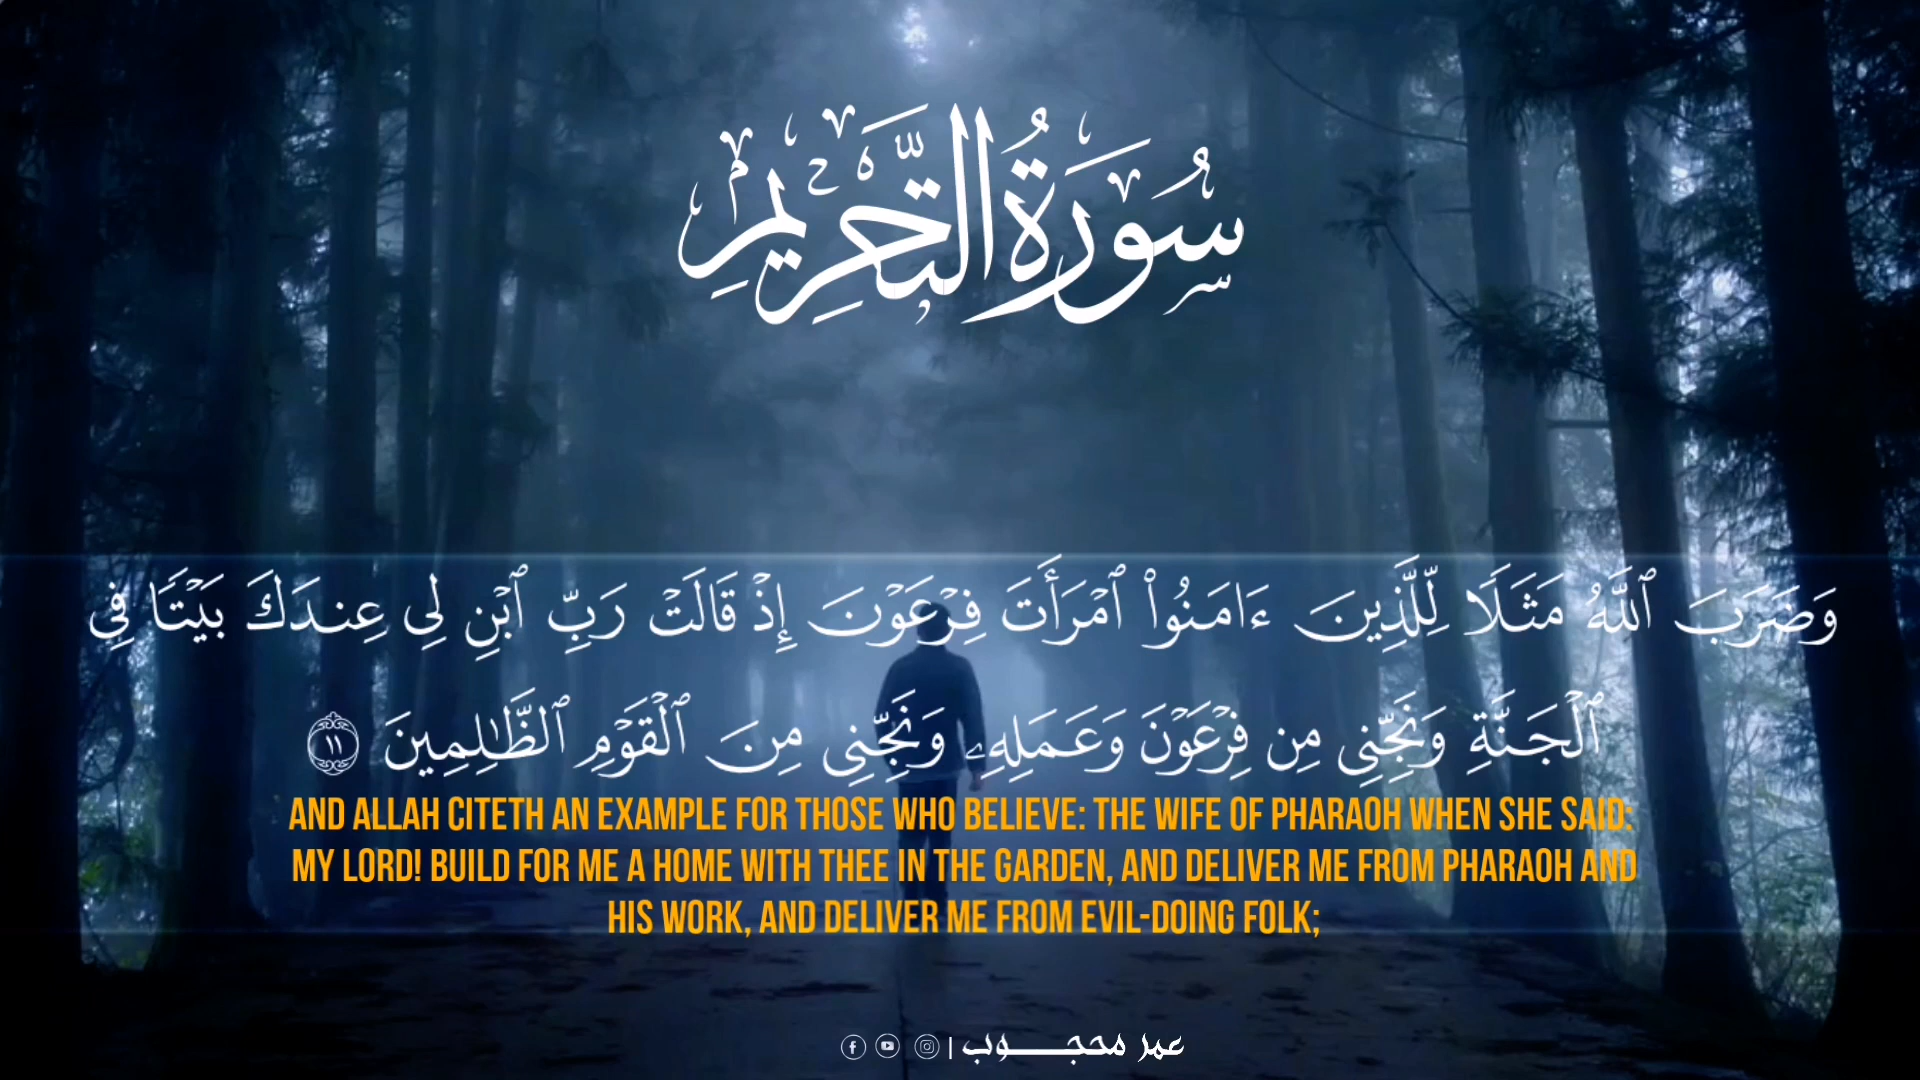 سُورَةُ التَّحْرِيمِ
وَضَرَبَ ٱللَّهُ مَثَلًا لِّلَّذِينَ ءَامَنُوا۟ ٱمْرَأَتَ فِرْعَوْنَ إِذْ قَالَتْ رَبِّ ٱبْنِ لِى عِندَكَ بَيْتًا فِى
ٱلْجَنَّةِ وَنَجِّنِى مِن فِرْعَوْنَ وَعَمَلِهِۦ وَنَجِّنِى مِنَ ٱلْقَوْمِ ٱلظَّٰلِمِينَ ١١
AND ALLAH CITETH AN EXAMPLE FOR THOSE WHO BELIEVE: THE WIFE OF PHARAOH WHEN SHE SAID:
MY LORD! BUILD FOR ME A HOME WITH THEE IN THE GARDEN, AND DELIVER ME FROM PHARAOH AND
HIS WORK, AND DELIVER ME FROM EVIL-DOING FOLK;
عمر محجوب |